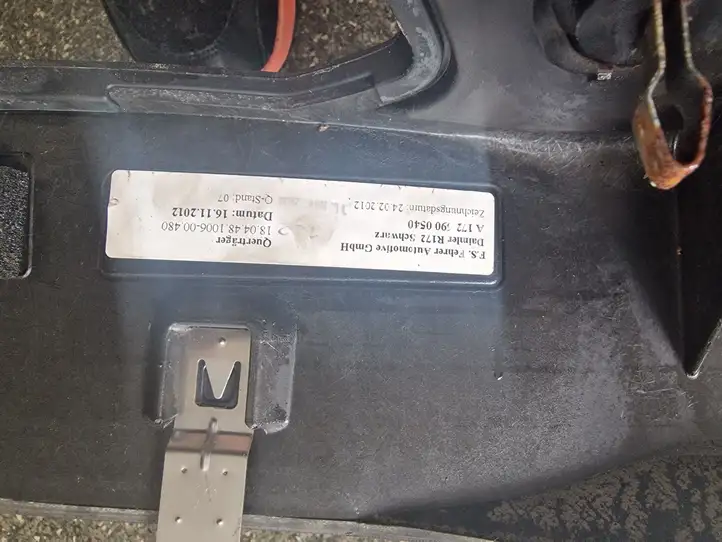 F.S. Fehrer Automotive GmbH
Daimler R172 Schwarz
A 172 0540
Zeichnungsdatum: 24.02.2012
Querträger
18.04.48.1006-00.480
Datum: 16.11.2012
Q-Stand: 07